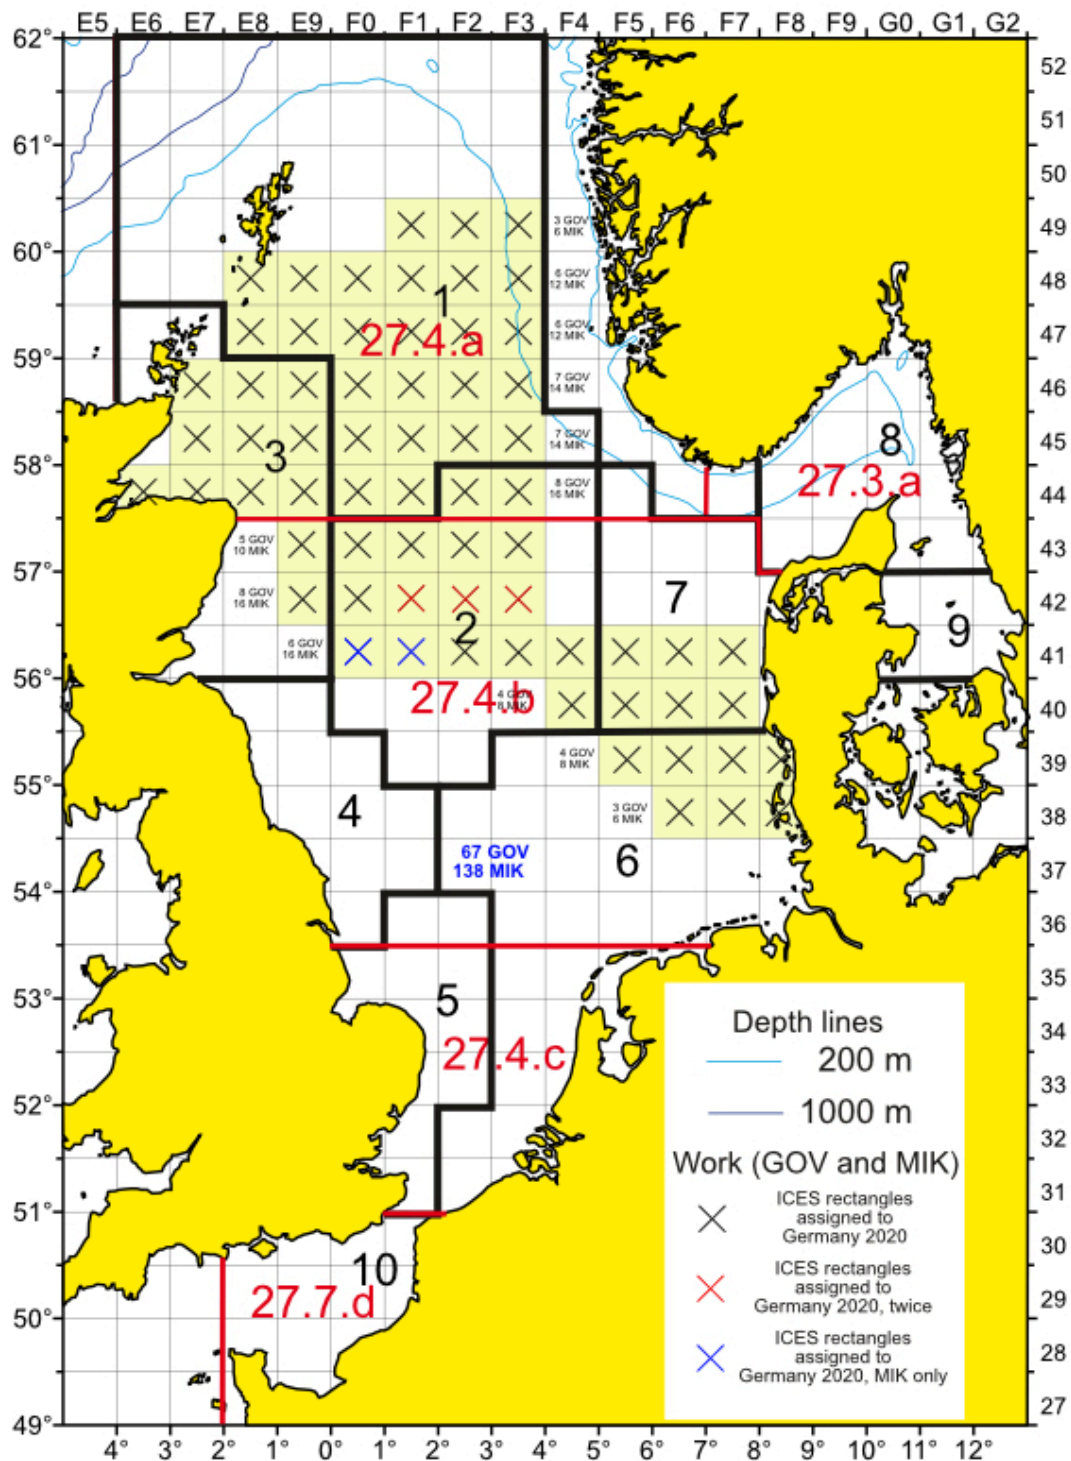 E5 E6 E7 E8 E9 F0 F1 F2 F3 F4 F5 F6 F7 F8 F9 G0 G1 G2
62°
52
51
61°
50
3 GOV
6 MIK
49
60°
6 GOV
12 MIK
48
1
6 GOV
12 MIK
47
27.4.a
59°
7 GOV
14 MIK
46
7 GOV
14 MIK
8
45
3
58°
27.3.a
8 GOV
16 MIK
44
5 GOV
10 MIK
43
57°
8 GOV
16 MIK
7
42
2
9
6 GOV
16 MIK
41
56°
27.4.b
4 GOV
8 MIK
40
4 GOV
8 MIK
39
55°
4
3 GOV
6 MIK
38
67 GOV
138 MIK
6
37
54°
36
35
53°
5
Depth lines
34
27.4.c
200 m
33
52°
1000 m
32
Work (GOV and MIK)
31
51°
ICES rectangles
assigned to
Germany 2020
30
10
ICES rectangles
assigned to
Germany 2020, twice
29
27.7.d
50°
ICES rectangles
assigned to
Germany 2020, MIK only
28
27
49°
4° 3° 2° 1° 0° 1° 2° 3° 4° 5° 6° 7° 8° 9° 10° 11° 12°